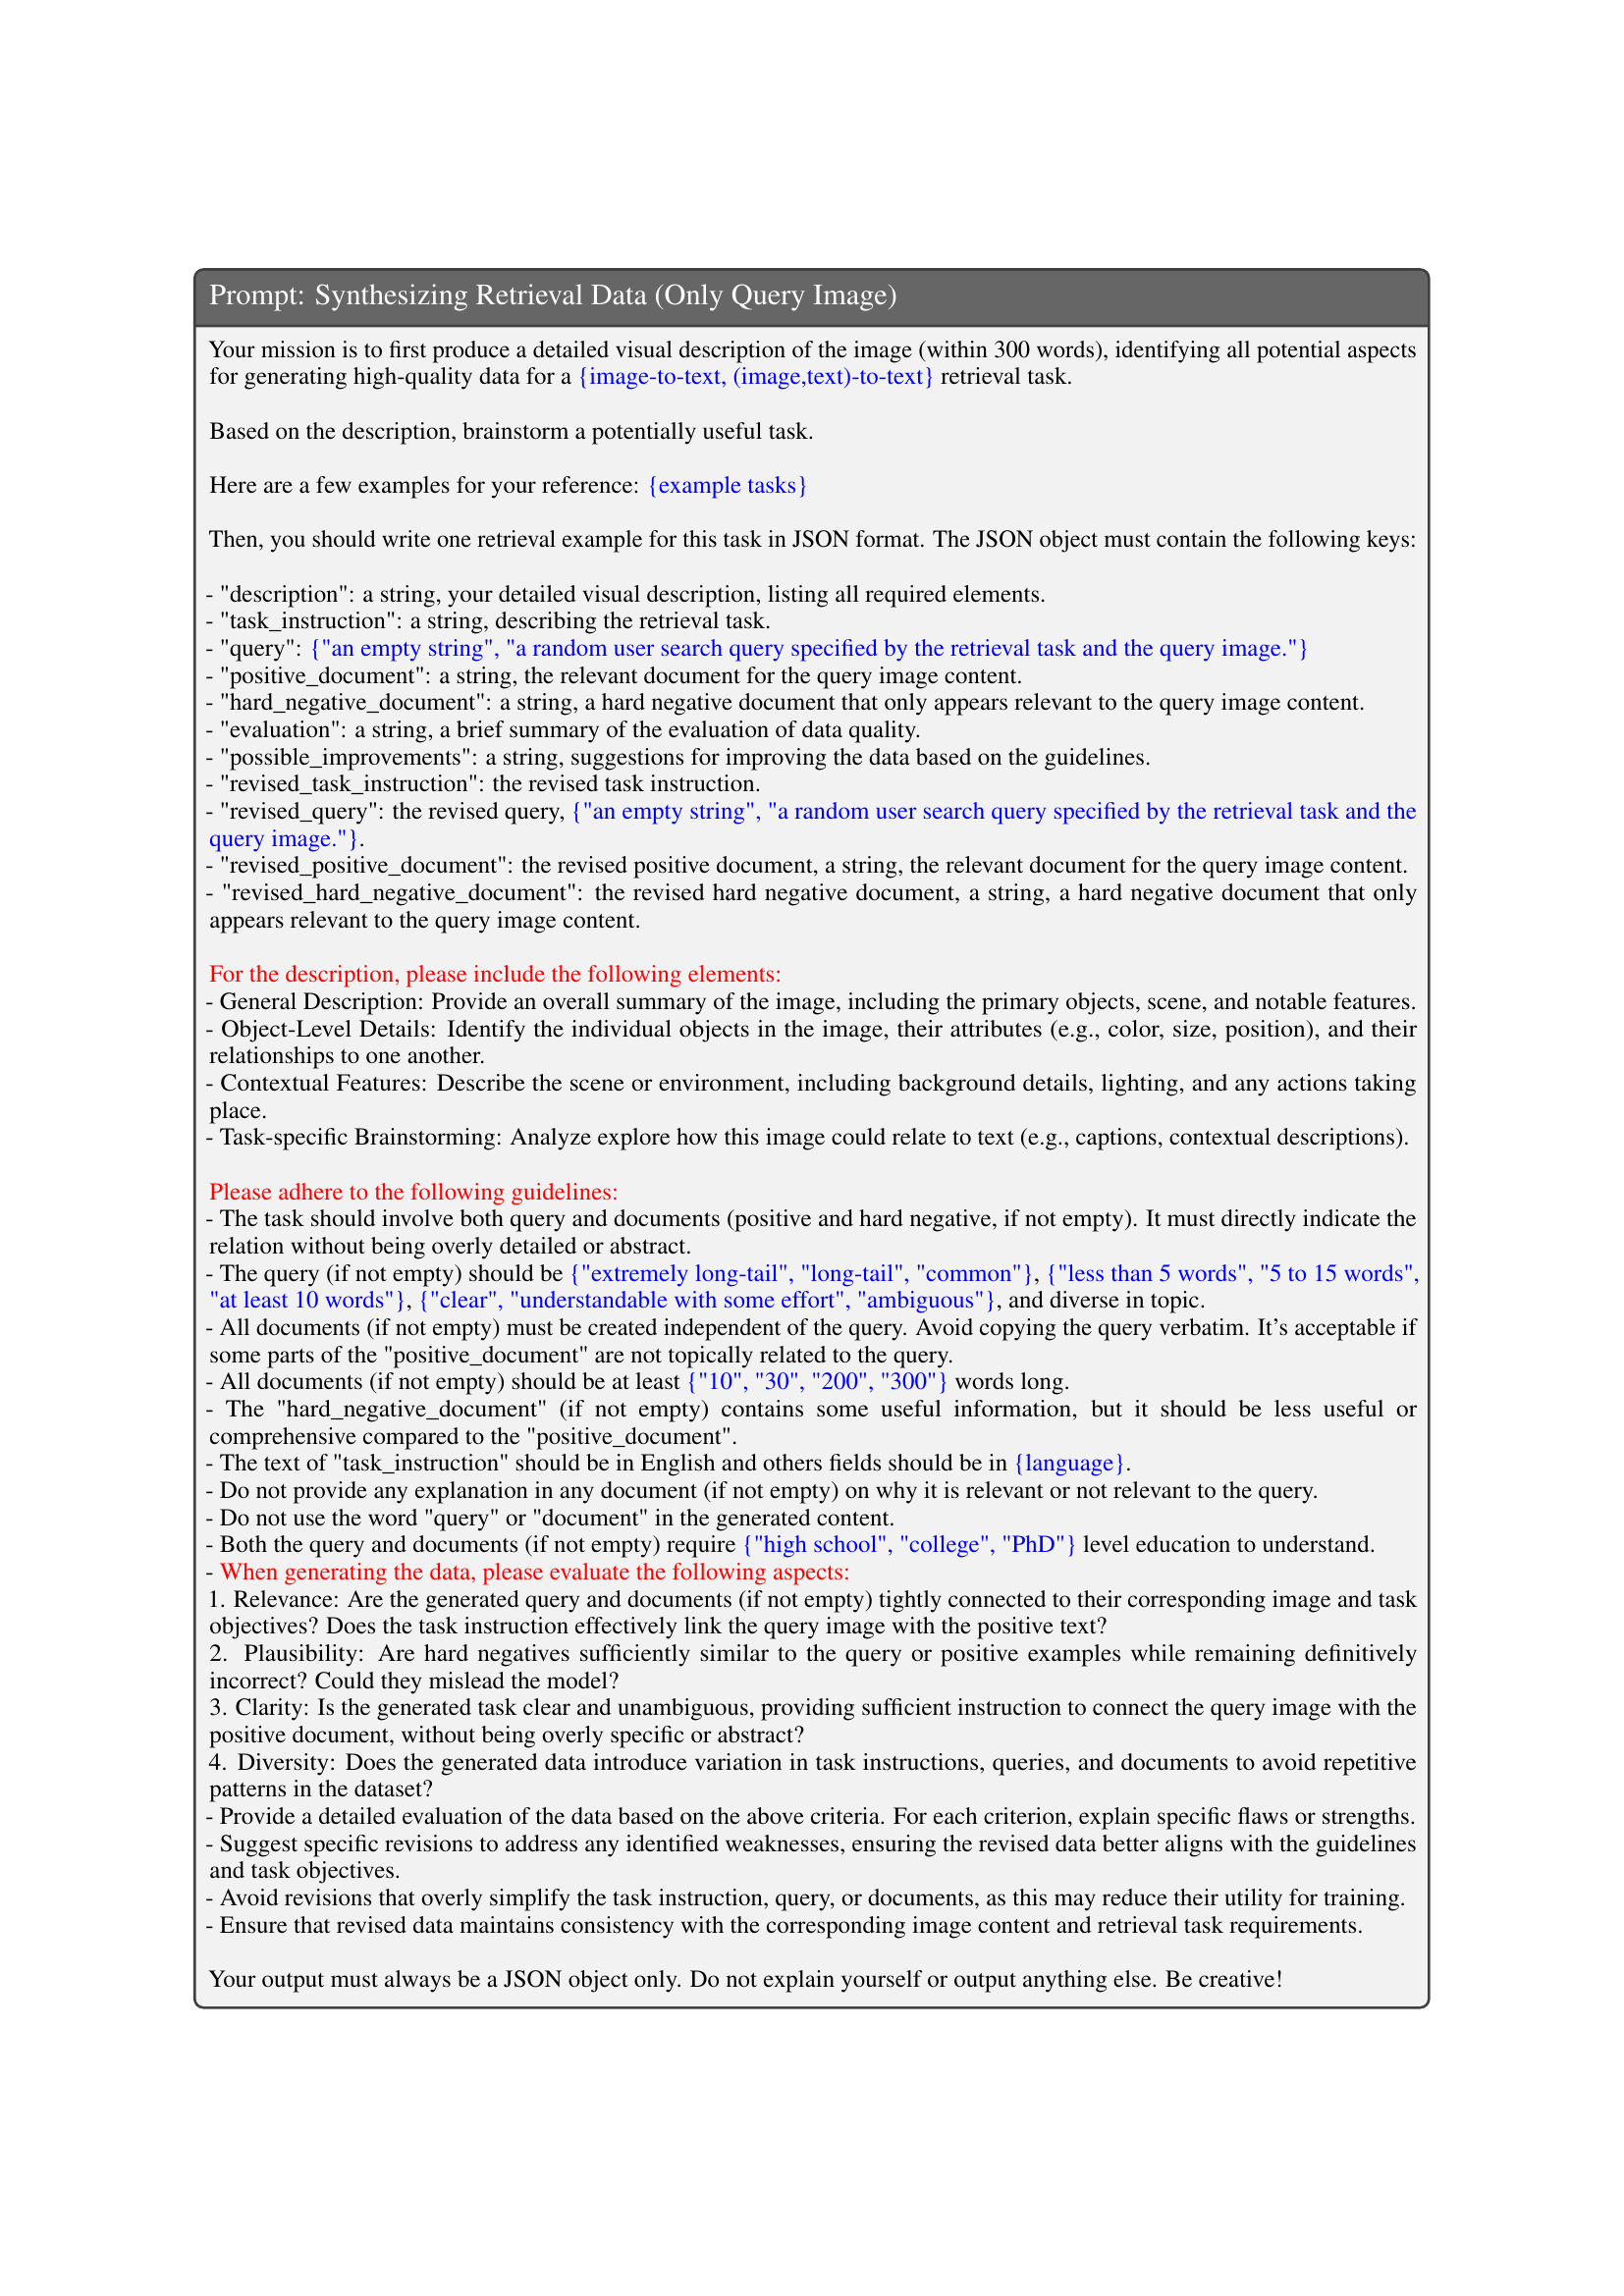 Prompt: Synthesizing Retrieval Data (Only Query Image)
Your mission is to first produce a detailed visual description of the image (within 300 words), identifying all potential aspects
for generating high-quality data for a {image-to-text, (image,text)-to-text} retrieval task.
Based on the description, brainstorm a potentially useful task.
Here are a few examples for your reference: {example tasks}
Then, you should write one retrieval example for this task in JSON format. The JSON object must contain the following keys:
- "description": a string, your detailed visual description, listing all required elements.
- "task_instruction": a string, describing the retrieval task.
- "query": {"an empty string", "a random user search query specified by the retrieval task and the query image."}
- "positive_document": a string, the relevant document for the query image content.
- "hard_negative_document": a string, a hard negative document that only appears relevant to the query image content.
- "evaluation": a string, a brief summary of the evaluation of data quality.
- "possible_improvements": a string, suggestions for improving the data based on the guidelines.
- "revised_task_instruction": the revised task instruction.
- "revised_query": the revised query, {"an empty string", "a random user search query specified by the retrieval task and the
query image."}.
- "revised_positive_document": the revised positive document, a string, the relevant document for the query image content.
- "revised_hard_negative_document": the revised hard negative document, a string, a hard negative document that only
appears relevant to the query image content.
For the description, please include the following elements:
- General Description: Provide an overall summary of the image, including the primary objects, scene, and notable features.
- Object-Level Details: Identify the individual objects in the image, their attributes (e.g., color, size, position), and their
relationships to one another.
- Contextual Features: Describe the scene or environment, including background details, lighting, and any actions taking
place.
- Task-specific Brainstorming: Analyze explore how this image could relate to text (e.g., captions, contextual descriptions).
Please adhere to the following guidelines:
- The task should involve both query and documents (positive and hard negative, if not empty). It must directly indicate the
relation without being overly detailed or abstract.
- The query (if not empty) should be {"extremely long-tail", "long-tail", "common"}, {"less than 5 words", "5 to 15 words",
"at least 10 words"}, {"clear", "understandable with some effort", "ambiguous"}, and diverse in topic.
- All documents (if not empty) must be created independent of the query. Avoid copying the query verbatim. It's acceptable if
some parts of the "positive_document" are not topically related to the query.
- All documents (if not empty) should be at least {"10", "30", "200", "300"} words long.
- The "hard_negative_document" (if not empty) contains some useful information, but it should be less useful or
comprehensive compared to the "positive_document".
- The text of "task_instruction" should be in English and others fields should be in {language}.
- Do not provide any explanation in any document (if not empty) on why it is relevant or not relevant to the query.
- Do not use the word "query" or "document" in the generated content.
- Both the query and documents (if not empty) require {"high school", "college", "PhD"} level education to understand.
- When generating the data, please evaluate the following aspects:
1. Relevance: Are the generated query and documents (if not empty) tightly connected to their corresponding image and task
objectives? Does the task instruction effectively link the query image with the positive text?
2. Plausibility: Are hard negatives sufficiently similar to the query or positive examples while remaining definitively
incorrect? Could they mislead the model?
3. Clarity: Is the generated task clear and unambiguous, providing sufficient instruction to connect the query image with the
positive document, without being overly specific or abstract?
4. Diversity: Does the generated data introduce variation in task instructions, queries, and documents to avoid repetitive
patterns in the dataset?
- Provide a detailed evaluation of the data based on the above criteria. For each criterion, explain specific flaws or strengths.
- Suggest specific revisions to address any identified weaknesses, ensuring the revised data better aligns with the guidelines
and task objectives.
- Avoid revisions that overly simplify the task instruction, query, or documents, as this may reduce their utility for training.
- Ensure that revised data maintains consistency with the corresponding image content and retrieval task requirements.
Your output must always be a JSON object only. Do not explain yourself or output anything else. Be creative!